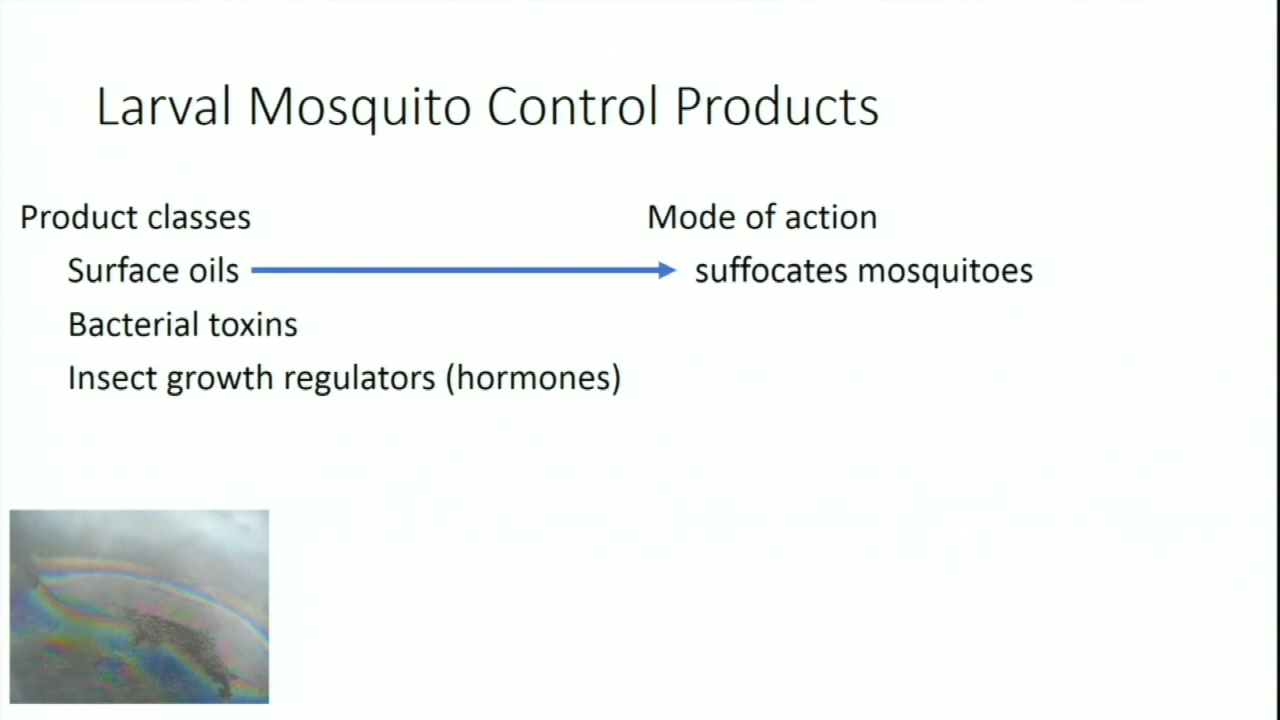 Larval Mosquito Control Products
Product classes
Mode of action
Surface oils
suffocates mosquitoes
Bacterial toxins
Insect growth regulators (hormones)